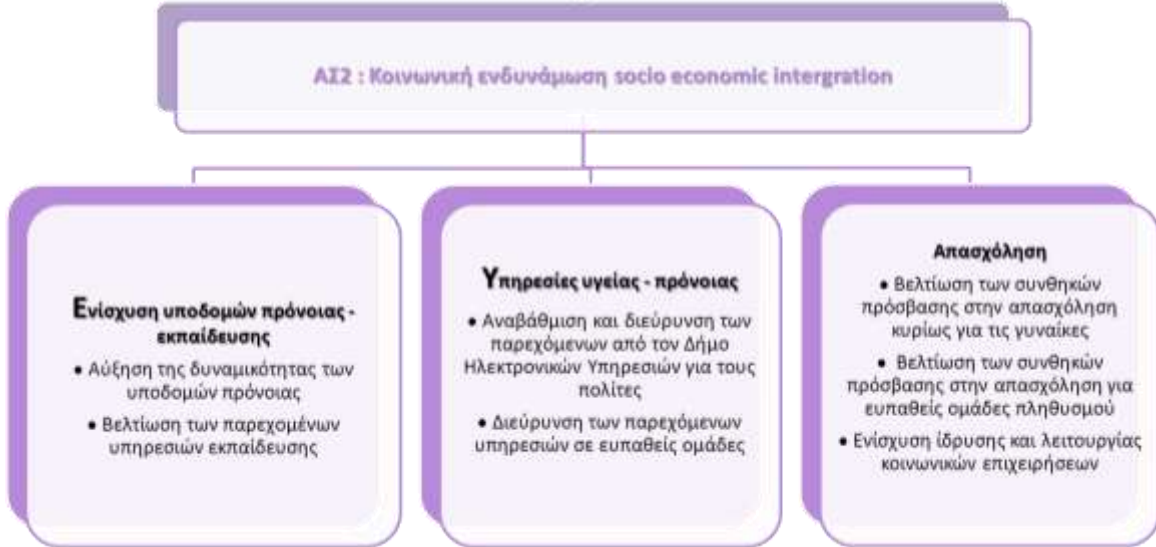 ΑΣ2 : Κοινωνική ενδυνάμωση socio economic intergration
Ενίσχυση υποδομών πρόνοιας -
εκπαίδευσης
• Αύξηση της δυναμικότητας των
υποδομών πρόνοιας
• Βελτίωση των παρεχομένων
υπηρεσιών εκπαίδευσης
Υπηρεσίες υγείας - πρόνοιας
• Αναβάθμιση και διεύρυνση των
παρεχόμενων από τον Δήμο
Ηλεκτρονικών Υπηρεσιών για τους
πολίτες
• Διεύρυνση των παρεχόμενων
υπηρεσιών σε ευπαθείς ομάδες
Απασχόληση
• Βελτίωση των συνθηκών
πρόσβασης στην απασχόληση
κυρίως για τις γυναίκες
• Βελτίωση των συνθηκών
πρόσβασης στην απασχόληση για
ευπαθείς ομάδες πληθυσμού
• Ενίσχυση ίδρυσης και λειτουργίας
κοινωνικών επιχειρήσεων